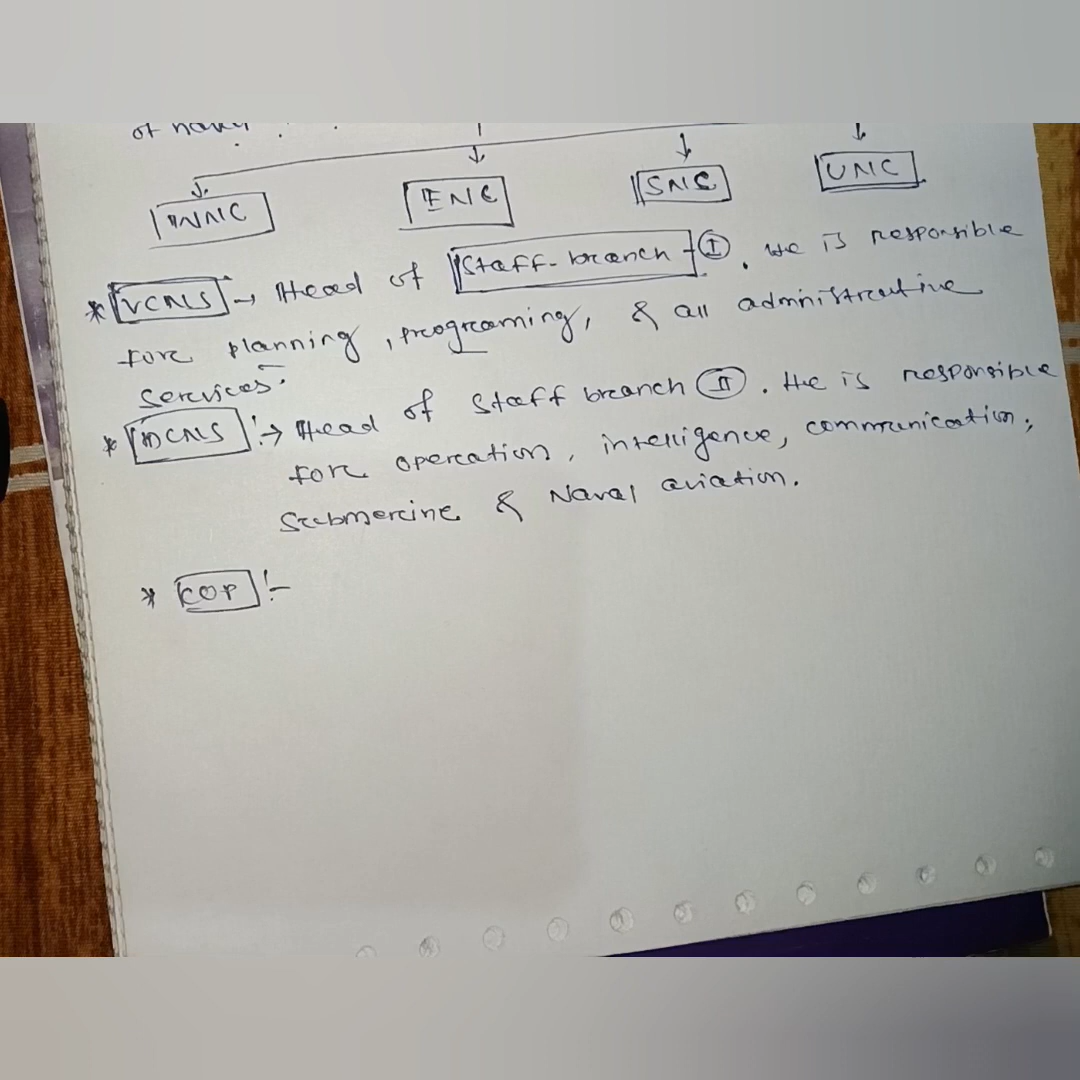 of navy
WNC ENC SNC UNC
* VCNS → Head of Staff-branch-I. He is responsible
for planning, programing, & all administrative
services.
* DCNS :→ Head of Staff branch II. He is responsible
for operation, intelligence, communication,
Submarine & Naval aviation.
* COP :-